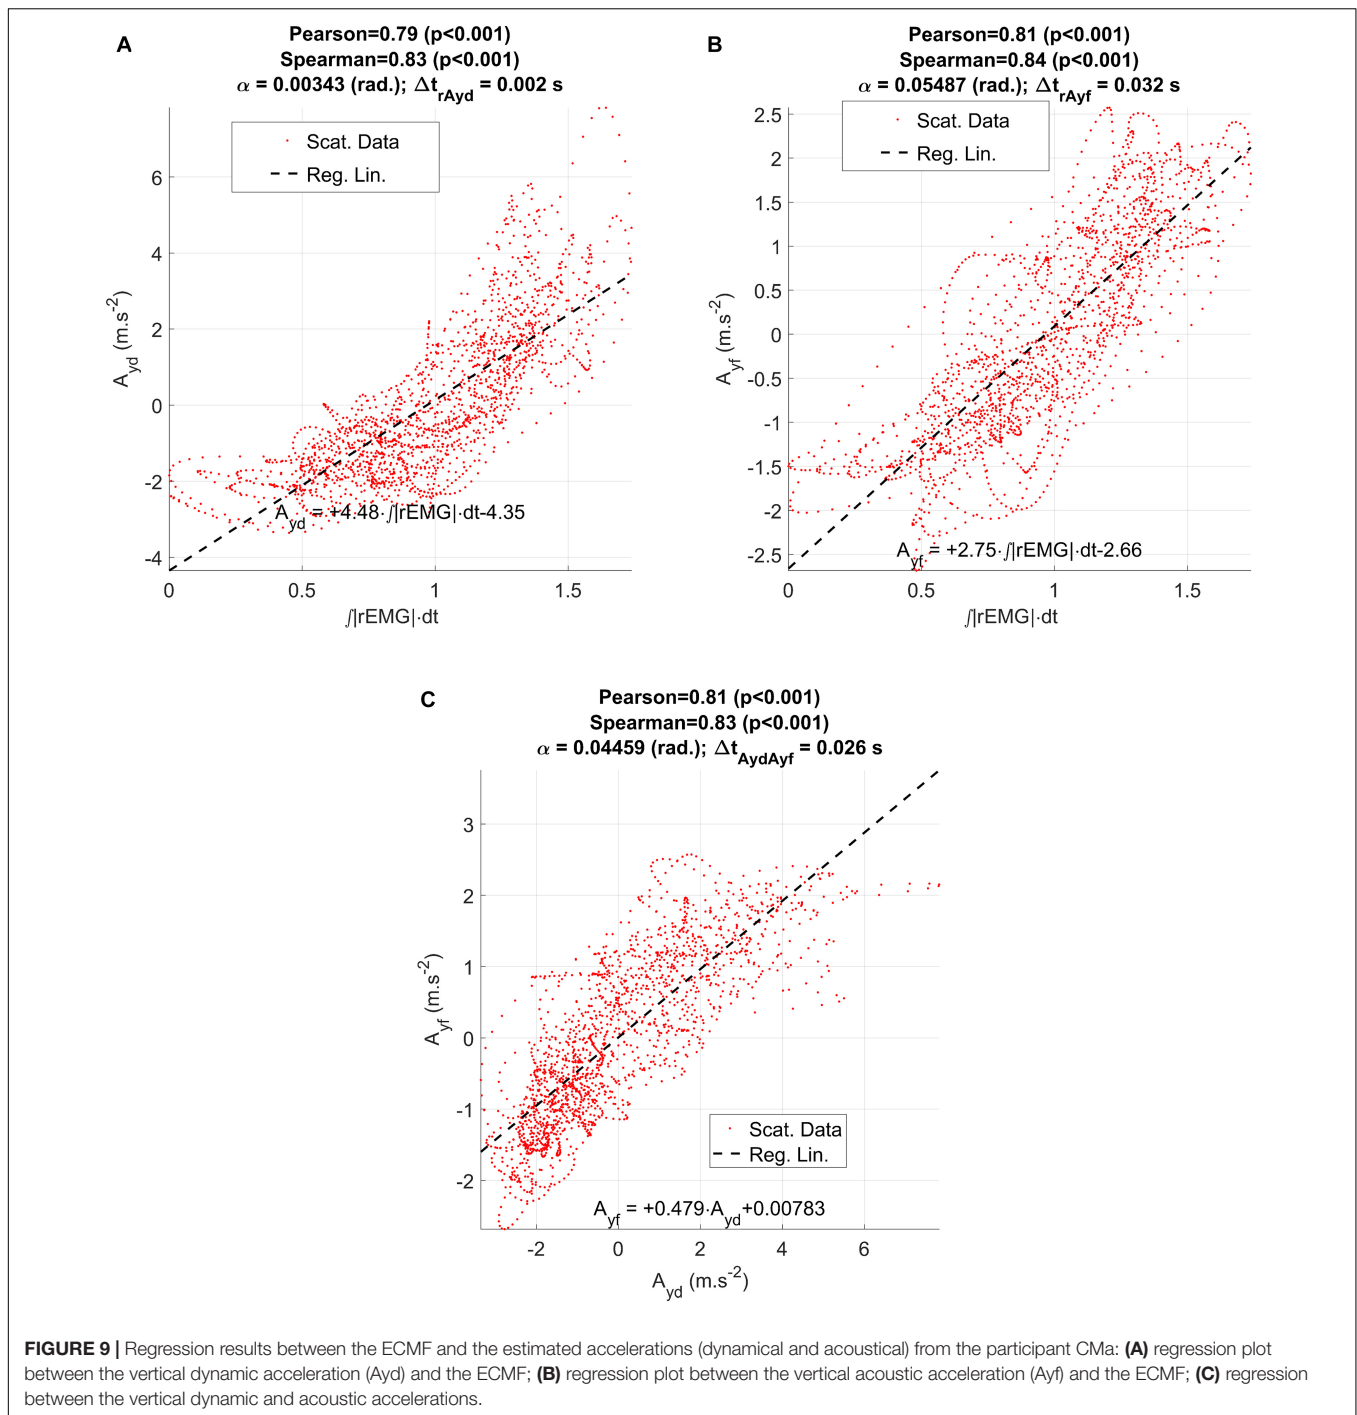 A
Pearson=0.79 (p<0.001)
Spearman=0.83 (p<0.001)
α = 0.00343 (rad.); Δt_rAyd = 0.002 s
Scat. Data
Reg. Lin.
6
4
2
0
-2
-4
A_yd (m.s^-2)
A_yd = +4.48·∫|rEMG|·dt-4.35
0 0.5 1 1.5
∫|rEMG|·dt
B
Pearson=0.81 (p<0.001)
Spearman=0.84 (p<0.001)
α = 0.05487 (rad.); Δt_rAyf = 0.032 s
Scat. Data
Reg. Lin.
2.5
2
1.5
1
0.5
0
-0.5
-1
-1.5
-2
-2.5
A_yf (m.s^-2)
A_yf = +2.75·∫|rEMG|·dt-2.66
0 0.5 1 1.5
∫|rEMG|·dt
C
Pearson=0.81 (p<0.001)
Spearman=0.83 (p<0.001)
α = 0.04459 (rad.); Δt_AydAyf = 0.026 s
3
2
1
0
-1
-2
A_yf (m.s^-2)
Scat. Data
Reg. Lin.
A_yf = +0.479·A_yd+0.00783
-2 0 2 4 6
A_yd (m.s^-2)
FIGURE 9 | Regression results between the ECMF and the estimated accelerations (dynamical and acoustical) from the participant CMa: (A) regression plot
between the vertical dynamic acceleration (Ayd) and the ECMF; (B) regression plot between the vertical acoustic acceleration (Ayf) and the ECMF; (C) regression
between the vertical dynamic and acoustic accelerations.